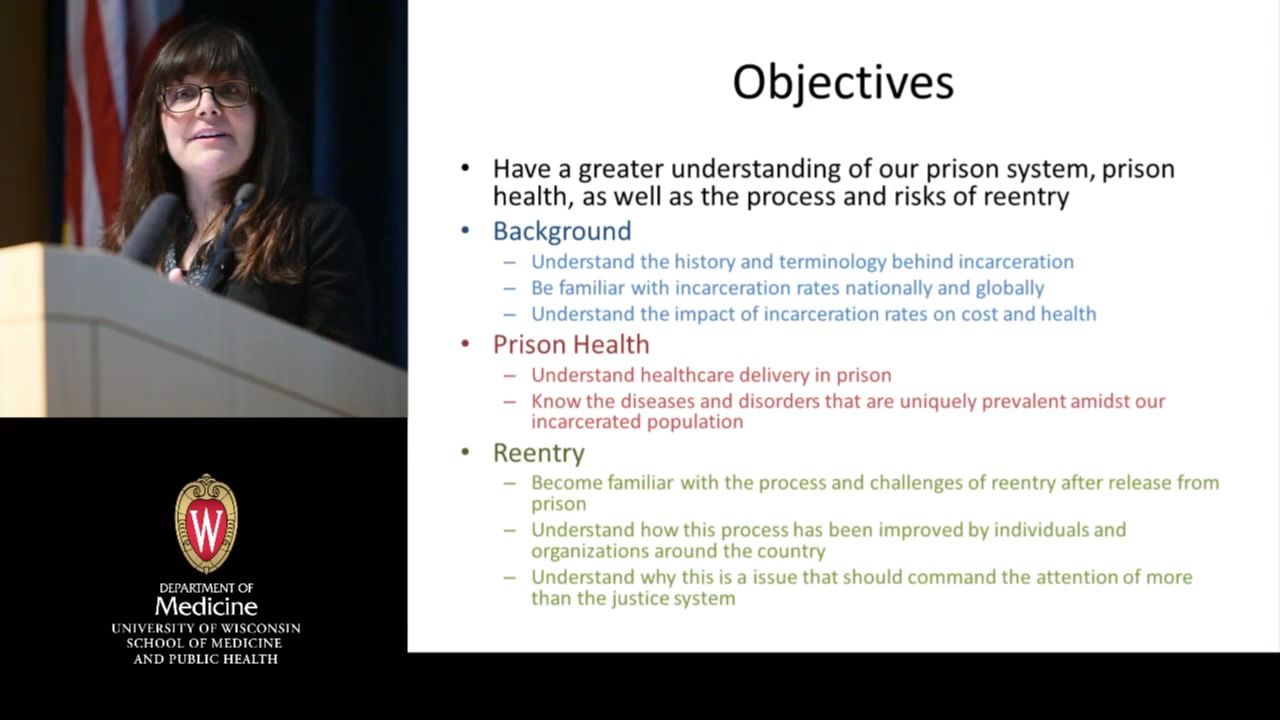 Objectives
• Have a greater understanding of our prison system, prison
health, as well as the process and risks of reentry
• Background
– Understand the history and terminology behind incarceration
– Be familiar with incarceration rates nationally and globally
– Understand the impact of incarceration rates on cost and health
• Prison Health
– Understand healthcare delivery in prison
– Know the diseases and disorders that are uniquely prevalent amidst our
incarcerated population
• Reentry
– Become familiar with the process and challenges of reentry after release from
prison
– Understand how this process has been improved by individuals and
organizations around the country
– Understand why this is a issue that should command the attention of more
than the justice system
W
DEPARTMENT OF
Medicine
UNIVERSITY OF WISCONSIN
SCHOOL OF MEDICINE
AND PUBLIC HEALTH